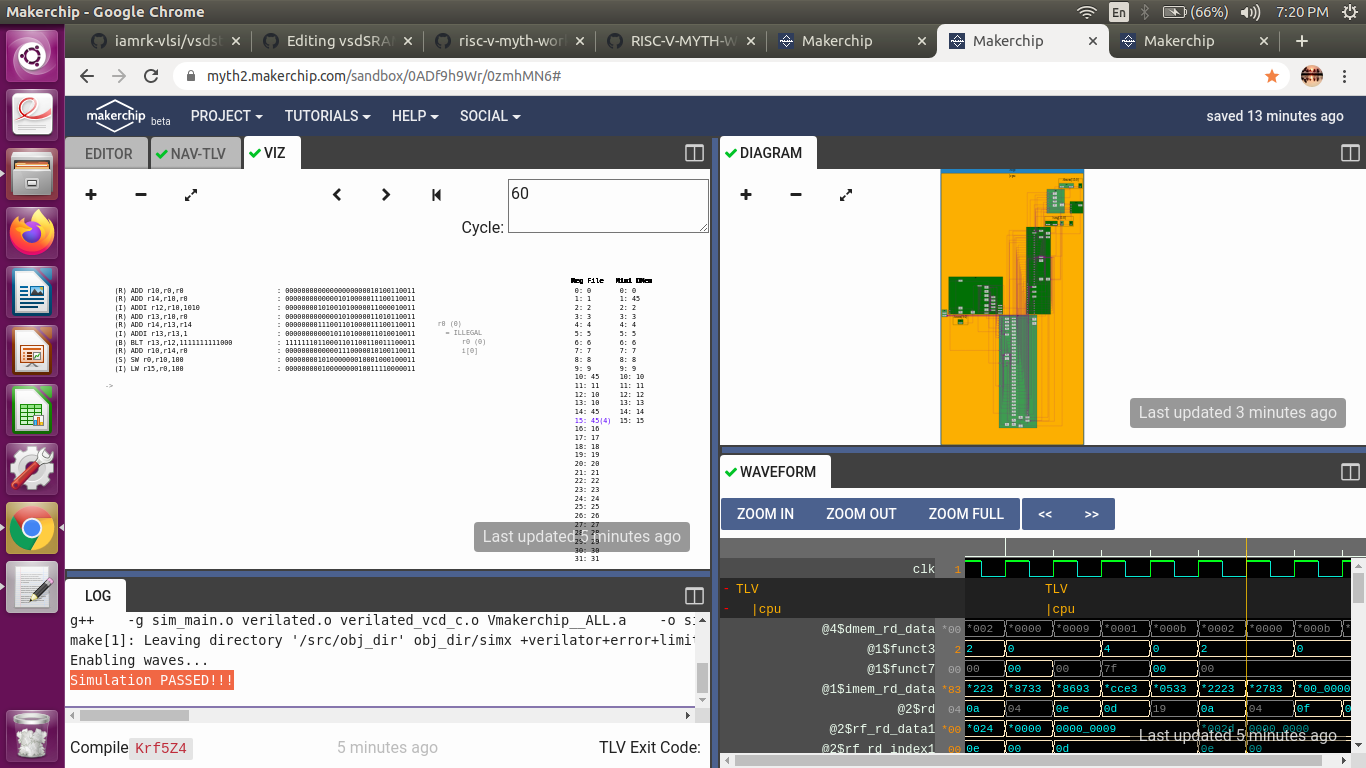 Makerchip - Google Chrome
En
(66%)
7:20 PM
iamrk-vlsi/vsdst
Editing vsdSRA
risc-v-myth-wor
RISC-V-MYTH-W
Makerchip
Makerchip
Makerchip
myth2.makerchip.com/sandbox/0ADf9h9Wr/0zmhMN6#
makerchip beta
PROJECT
TUTORIALS
HELP
SOCIAL
saved 13 minutes ago
EDITOR
NAV-TLV
VIZ
Cycle:
60
(R) ADD r10,r0,r0
(R) ADD r14,r10,r0
(I) ADDI r12,r10,1010
(R) ADD r13,r10,r0
(R) ADD r14,r13,r14
(I) ADDI r13,r13,1
(B) BLT r13,r12,1111111111000
(R) ADD r10,r14,r0
(S) SW r0,r10,100
(I) LW r15,r0,100
->
r0 (0)
= ILLEGAL
r0 (0)
i[0]
Reg File Mini DMem
0: 0 0: 0
1: 1 1: 45
2: 2 2: 2
3: 3 3: 3
4: 4 4: 4
5: 5 5: 5
6: 6 6: 6
7: 7 7: 7
8: 8 8: 8
9: 9 9: 9
10: 45 10: 10
11: 11 11: 11
12: 10 12: 12
13: 10 13: 13
14: 45 14: 14
15: 45(4) 15: 15
16: 16
17: 17
18: 18
19: 19
20: 20
21: 21
22: 22
23: 23
24: 24
25: 25
26: 26
27: 27
30: 30
31: 31
Last updated 5 minutes ago
LOG
g++ -g sim_main.o verilated.o verilated_vcd_c.o Vmakerchip__ALL.a -o si
make[1]: Leaving directory '/src/obj_dir' obj_dir/simx +verilator+error+limit
Enabling waves...
Simulation PASSED!!!
Compile Krf5Z4
5 minutes ago
TLV Exit Code:
DIAGRAM
Last updated 3 minutes ago
WAVEFORM
ZOOM IN
ZOOM OUT
ZOOM FULL
<<
>>
clk 1
- TLV TLV
- |cpu |cpu
@4$dmem_rd_data *00 *002 *0000 *0009 *0001 *000b *0002 *0000 *000b *
@1$funct3 2 2 0 4 0 2 0
@1$funct7 00 00 00 00 7f 00 00
@1$imem_rd_data *83 *223 *8733 *8693 *cce3 *0533 *2223 *2783 *00_0000
@2$rd 04 0a 04 0e 0d 19 0a 04 0f 0
@2$rf_rd_data1 *00 *024 *0000 0000_0009 *002d 0000_0000
@2$rf_rd_index1 00 0e 00 0d 0e 00
Last updated 5 minutes ago